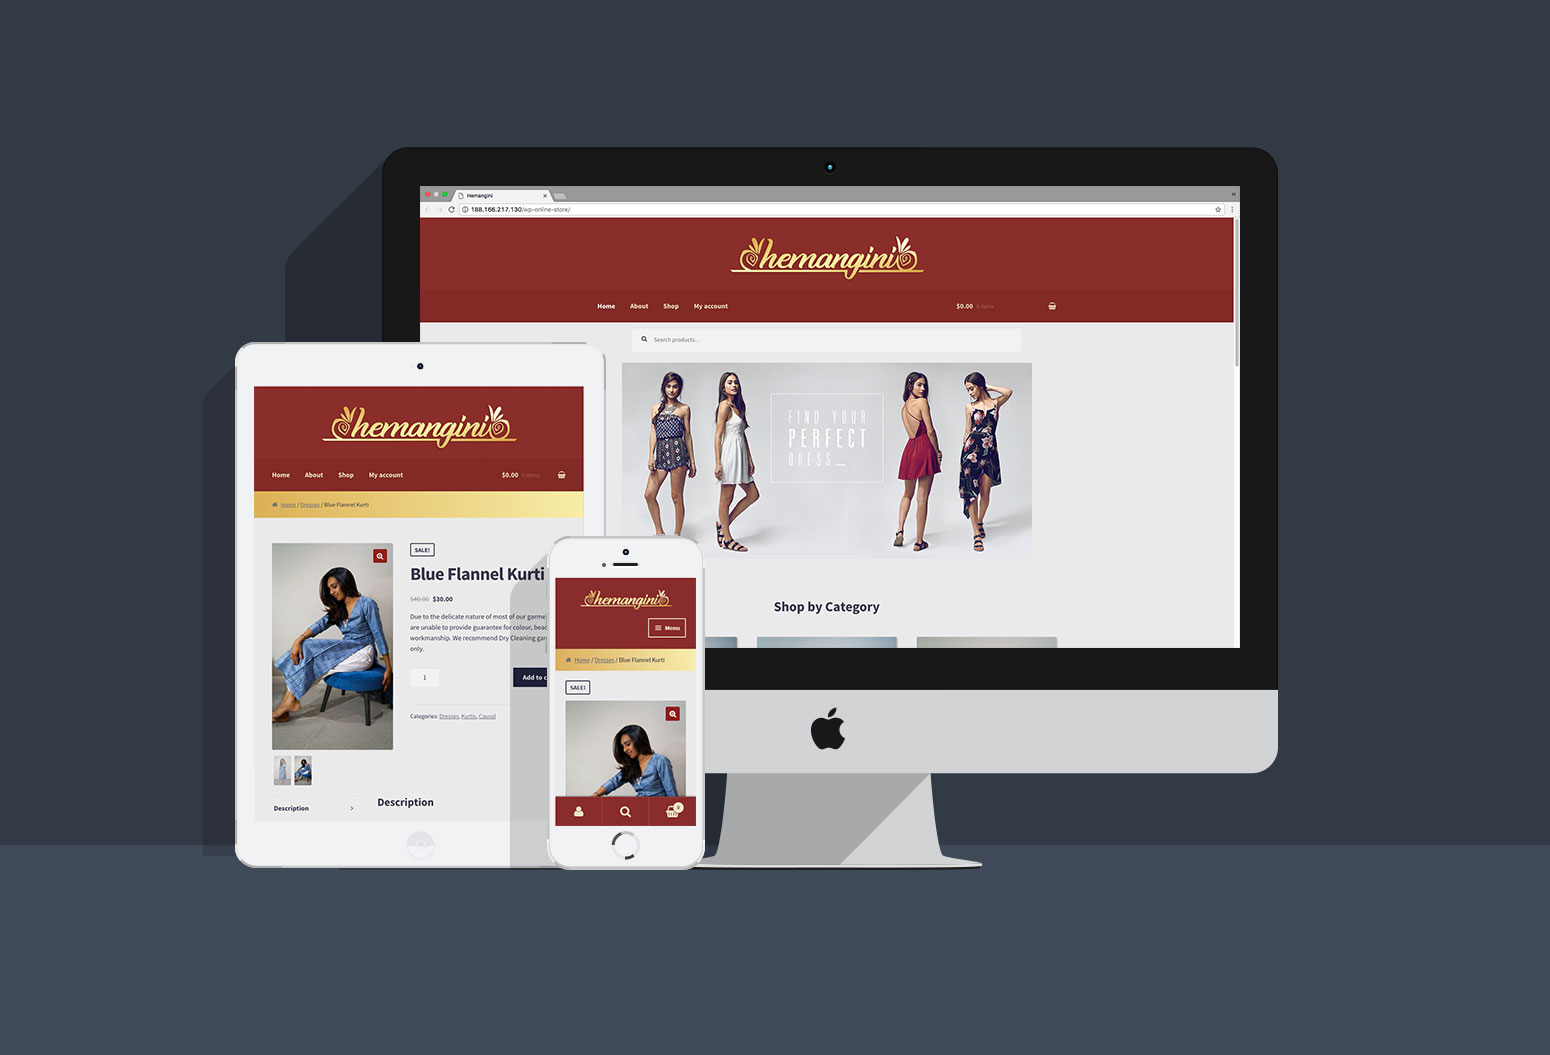 Hemangini
188.166.217.130/wp-online-store/
hemangini
Home About Shop My account $0.00 0 items
Search products…
FIND YOUR
PERFECT
DRESS_
Shop by Category
hemangini
Home About Shop My account $0.00 0 items
Home / Dresses / Blue Flannel Kurti
SALE!
Blue Flannel Kurti
$40.00 $30.00
Due to the delicate nature of most of our garme
are unable to provide guarantee for colour, bead
workmanship. We recommend Dry Cleaning gar
only.
1 Add to c
Categories: Dresses, Kurtis, Causal
Description
Description
hemangini
Menu
Home / Dresses / Blue Flannel Kurti
SALE!
0